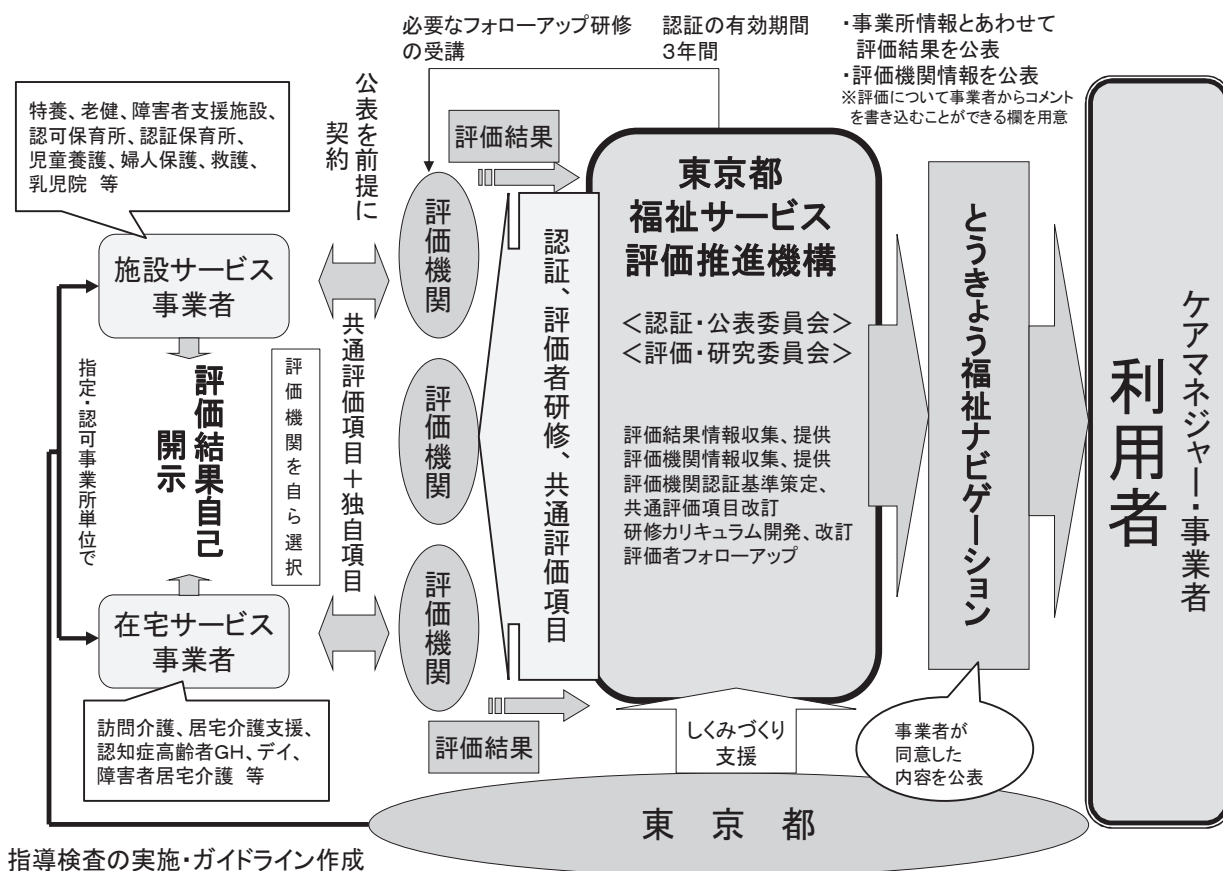 必要なフォローアップ研修
の受講
認証の有効期間
3年間
・事業所情報とあわせて
評価結果を公表
・評価機関情報を公表
※評価について事業者からコメント
を書き込むことができる欄を用意
特養、老健、障害者支援施設、
認可保育所、認証保育所、
児童養護、婦人保護、救護、
乳児院 等
公表を前提に
契約
評価結果
施設サービス
事業者
評価機関
認証、評価者研修、共通評価項目
東京都
福祉サービス
評価推進機構
<認証・公表委員会>
<評価・研究委員会>
評価結果情報収集、提供
評価機関情報収集、提供
評価機関認証基準策定、
共通評価項目改訂
研修カリキュラム開発、改訂
評価者フォローアップ
とうきょう福祉ナビゲーション
ケアマネジャー・事業者
利用者
共通評価項目+独自項目
評価機関を自ら選択
評価結果自己
開示
指定・認可事業所単位で
評価機関
評価機関
在宅サービス
事業者
訪問介護、居宅介護支援、
認知症高齢者GH、デイ、
障害者居宅介護 等
評価結果
しくみづくり
支援
事業者が
同意した
内容を公表
東京都
指導検査の実施・ガイドライン作成